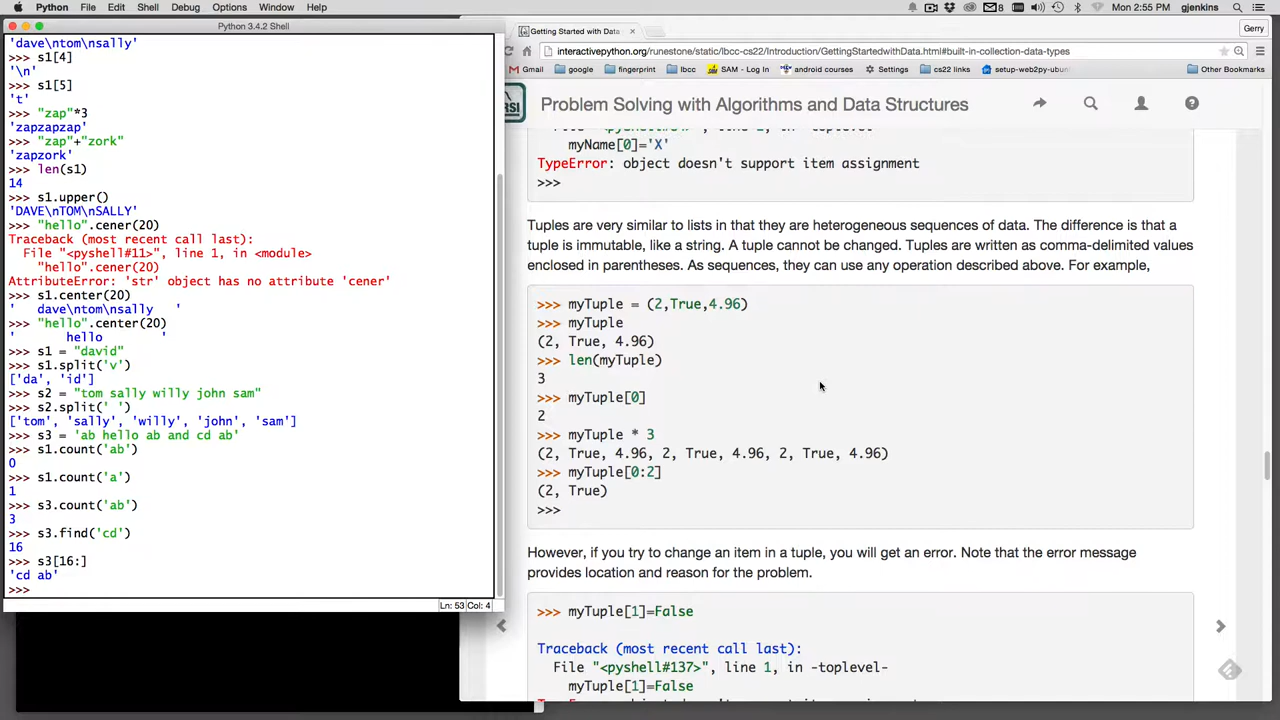 Python File Edit Shell Debug Options Window Help
8
Mon 2:55 PM gjenkins
Python 3.4.2 Shell
'dave\ntom\nsally'
>>> s1[4]
'\n'
>>> s1[5]
't'
>>> "zap"*3
'zapzapzap'
>>> "zap"+"zork"
'zapzork'
>>> len(s1)
14
>>> s1.upper()
'DAVE\nTOM\nSALLY'
>>> "hello".cener(20)
Traceback (most recent call last):
File "<pyshell#11>", line 1, in <module>
"hello".cener(20)
AttributeError: 'str' object has no attribute 'cener'
>>> s1.center(20)
'   dave\ntom\nsally   '
>>> "hello".center(20)
'       hello        '
>>> s1 = "david"
>>> s1.split('v')
['da', 'id']
>>> s2 = "tom sally willy john sam"
>>> s2.split(' ')
['tom', 'sally', 'willy', 'john', 'sam']
>>> s3 = 'ab hello ab and cd ab'
>>> s1.count('ab')
0
>>> s1.count('a')
1
>>> s3.count('ab')
3
>>> s3.find('cd')
16
>>> s3[16:]
'cd ab'
>>>
Ln: 53 Col: 4
Getting Started with Data
Gerry
interactivepython.org/runestone/static/lbcc-cs22/Introduction/GettingStartedwithData.html#built-in-collection-data-types
Gmail google fingerprint lbcc SAM - Log In android courses Settings cs22 links setup-web2py-ubun Other Bookmarks
RSI Problem Solving with Algorithms and Data Structures
myName[0]='X'
TypeError: object doesn't support item assignment
>>>
Tuples are very similar to lists in that they are heterogeneous sequences of data. The difference is that a
tuple is immutable, like a string. A tuple cannot be changed. Tuples are written as comma-delimited values
enclosed in parentheses. As sequences, they can use any operation described above. For example,
>>> myTuple = (2,True,4.96)
>>> myTuple
(2, True, 4.96)
>>> len(myTuple)
3
>>> myTuple[0]
2
>>> myTuple * 3
(2, True, 4.96, 2, True, 4.96, 2, True, 4.96)
>>> myTuple[0:2]
(2, True)
>>>
However, if you try to change an item in a tuple, you will get an error. Note that the error message
provides location and reason for the problem.
>>> myTuple[1]=False
Traceback (most recent call last):
File "<pyshell#137>", line 1, in -toplevel-
myTuple[1]=False